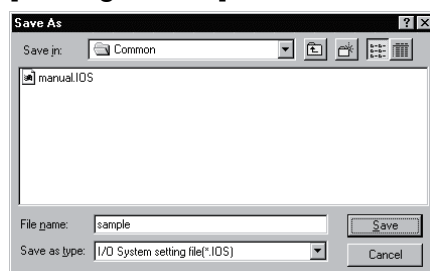 Save As
Save in: Common
manual.IOS
File name: sample
Save
Save as type: I/O System setting file(*.IOS)
Cancel